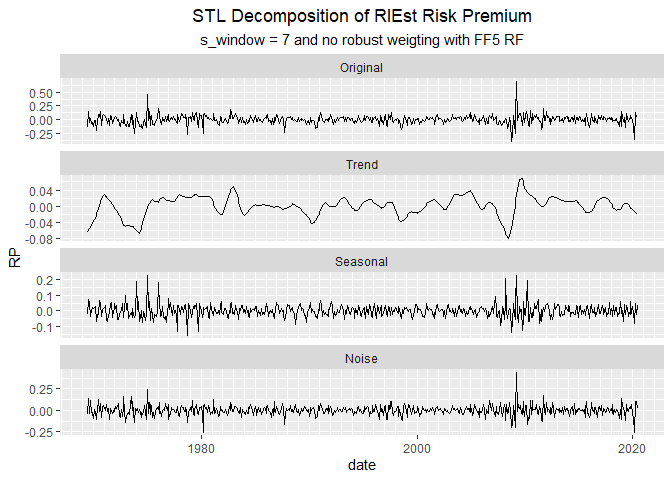 STL Decomposition of RlEst Risk Premium
s_window = 7 and no robust weigting with FF5 RF
Original
0.50
0.25
0.00
-0.25
Trend
0.04
0.00
-0.04
-0.08
RP
Seasonal
0.2
0.1
0.0
-0.1
Noise
0.25
0.00
-0.25
1980
2000
2020
date